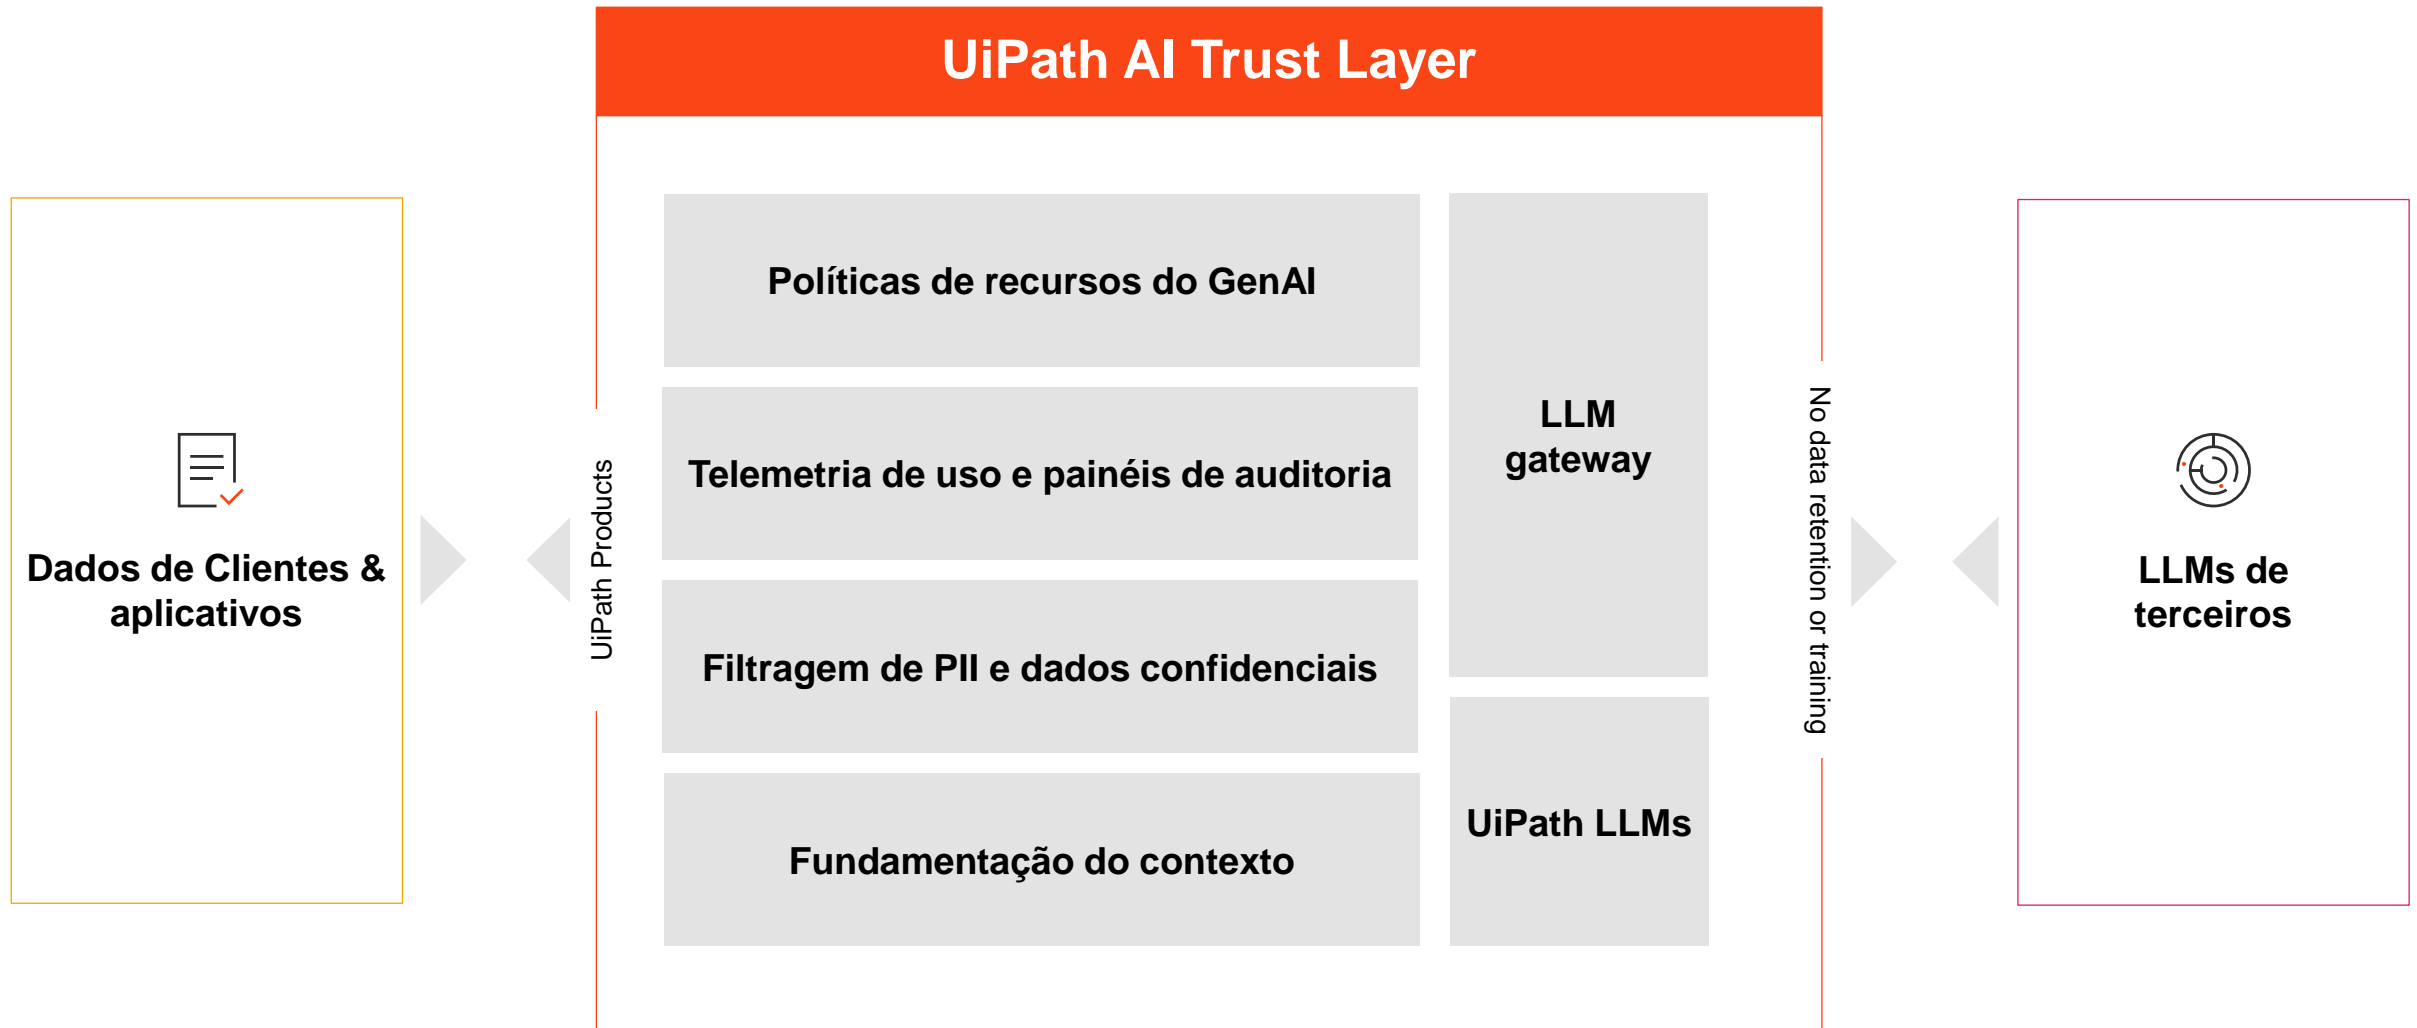 UiPath AI Trust Layer
Dados de Clientes &
aplicativos
UiPath Products
Políticas de recursos do GenAI
Telemetria de uso e painéis de auditoria
Filtragem de PII e dados confidenciais
Fundamentação do contexto
LLM
gateway
UiPath LLMs
No data retention or training
LLMs de
terceiros